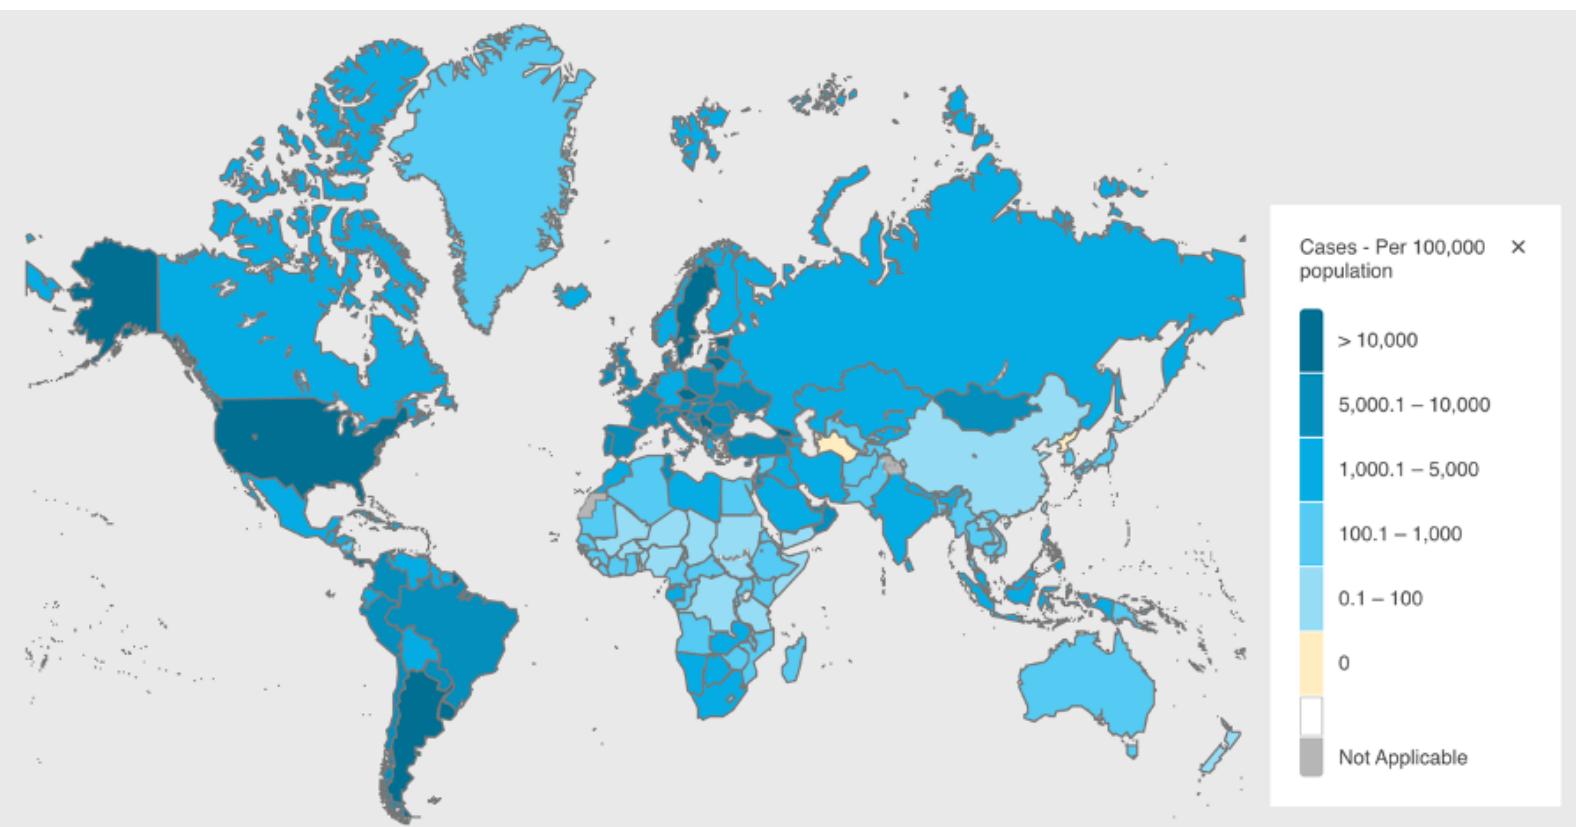 Cases - Per 100,000 ×
population
> 10,000
5,000.1 – 10,000
1,000.1 – 5,000
100.1 – 1,000
0.1 – 100
0
Not Applicable